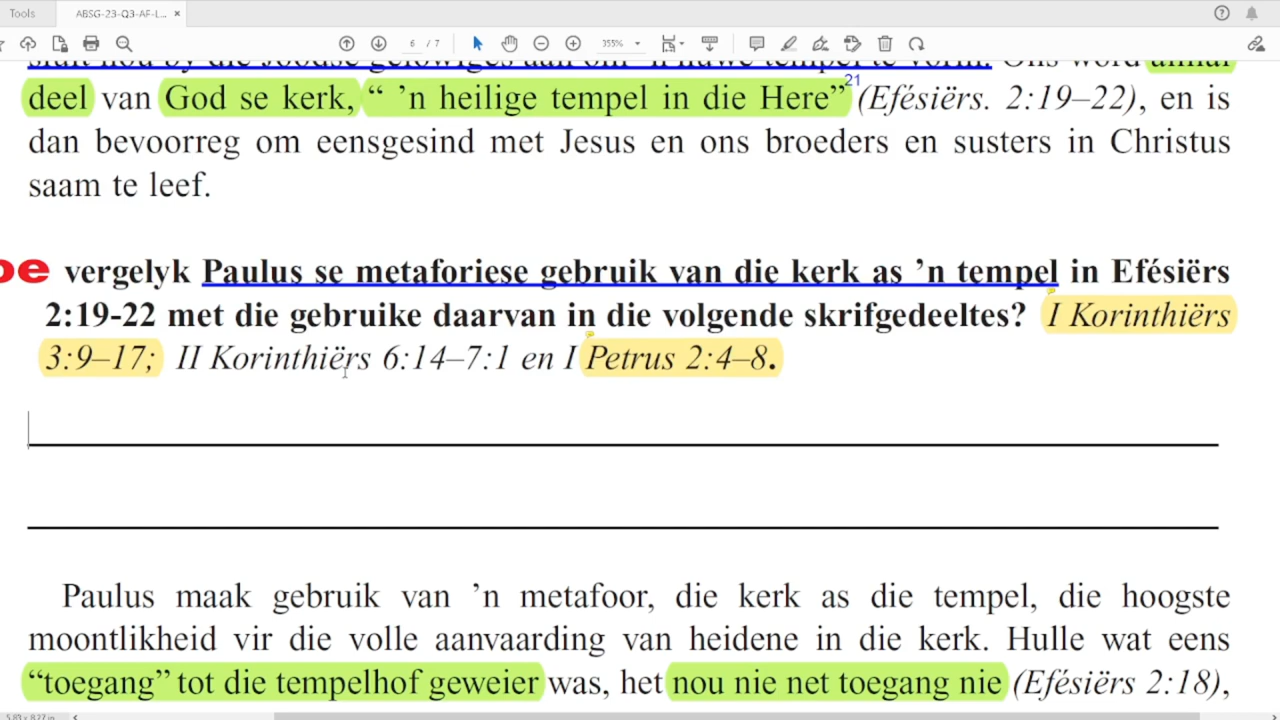 Tools ABSG-23-Q3-AF-L... ×
6 / 7 355%
deel van God se kerk, “ ’n heilige tempel in die Here”21 (Efésiërs. 2:19–22), en is
dan bevoorreg om eensgesind met Jesus en ons broeders en susters in Christus
saam te leef.
vergelyk Paulus se metaforiese gebruik van die kerk as ’n tempel in Efésiërs
2:19-22 met die gebruike daarvan in die volgende skrifgedeeltes? I Korinthiërs
3:9–17; II Korinthiërs 6:14–7:1 en I Petrus 2:4–8.
Paulus maak gebruik van ’n metafoor, die kerk as die tempel, die hoogste
moontlikheid vir die volle aanvaarding van heidene in die kerk. Hulle wat eens
“toegang” tot die tempelhof geweier was, het nou nie net toegang nie (Efésiërs 2:18),
5,83 x 8,27 in